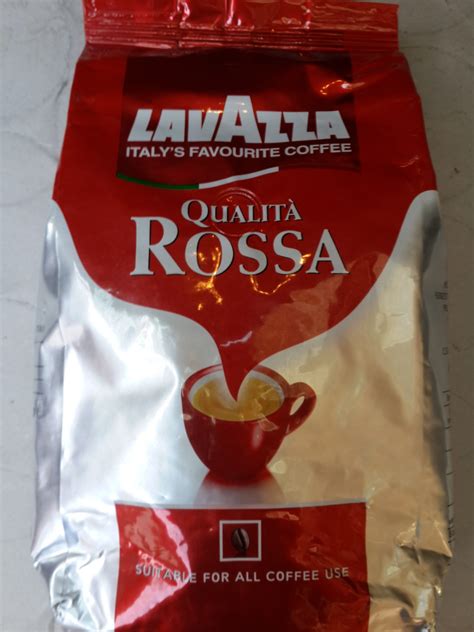 LAVAZZA
ITALY'S FAVOURITE COFFEE
QUALITÀ
ROSSA
SUITABLE FOR ALL COFFEE USE